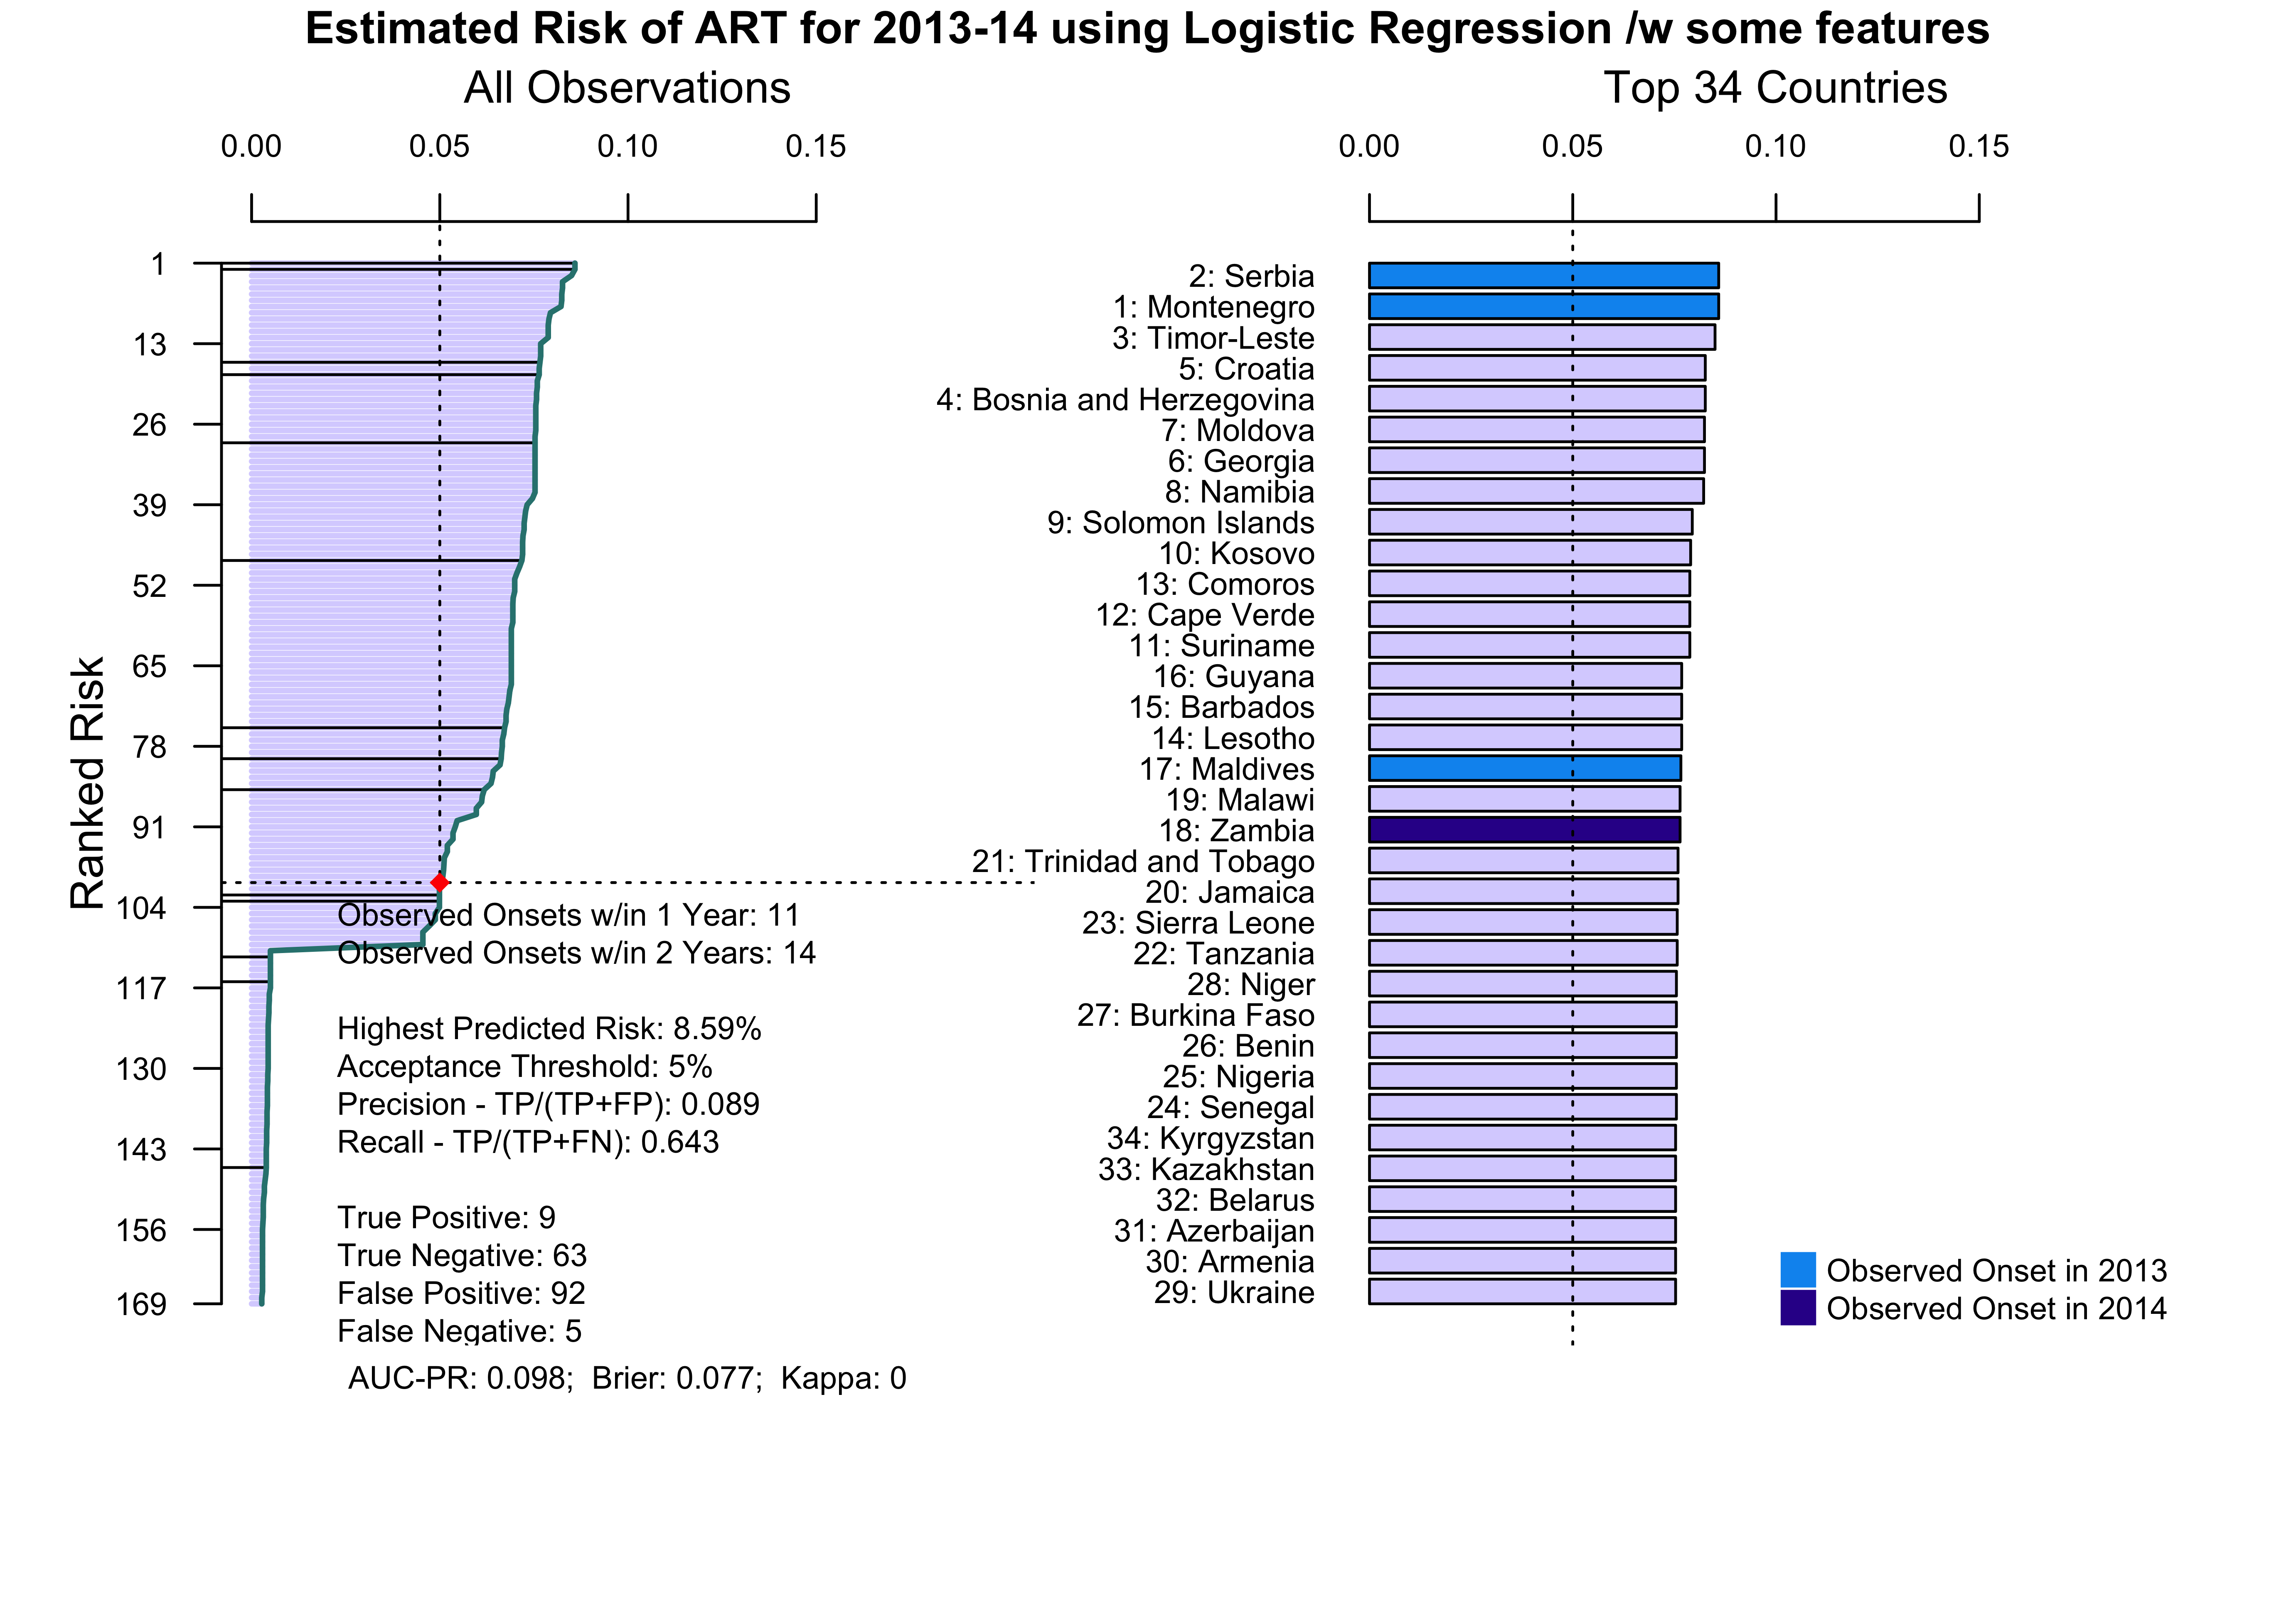 Estimated Risk of ART for 2013-14 using Logistic Regression /w some features
All Observations
0.00 0.05 0.10 0.15
Ranked Risk
1
13
26
39
52
65
78
91
104
117
130
143
156
169
Observed Onsets w/in 1 Year: 11
Observed Onsets w/in 2 Years: 14
Highest Predicted Risk: 8.59%
Acceptance Threshold: 5%
Precision - TP/(TP+FP): 0.089
Recall - TP/(TP+FN): 0.643
True Positive: 9
True Negative: 63
False Positive: 92
False Negative: 5
AUC-PR: 0.098; Brier: 0.077; Kappa: 0
Top 34 Countries
0.00 0.05 0.10 0.15
2: Serbia
1: Montenegro
3: Timor-Leste
5: Croatia
4: Bosnia and Herzegovina
7: Moldova
6: Georgia
8: Namibia
9: Solomon Islands
10: Kosovo
13: Comoros
12: Cape Verde
11: Suriname
16: Guyana
15: Barbados
14: Lesotho
17: Maldives
19: Malawi
18: Zambia
21: Trinidad and Tobago
20: Jamaica
23: Sierra Leone
22: Tanzania
28: Niger
27: Burkina Faso
26: Benin
25: Nigeria
24: Senegal
34: Kyrgyzstan
33: Kazakhstan
32: Belarus
31: Azerbaijan
30: Armenia
29: Ukraine
Observed Onset in 2013
Observed Onset in 2014